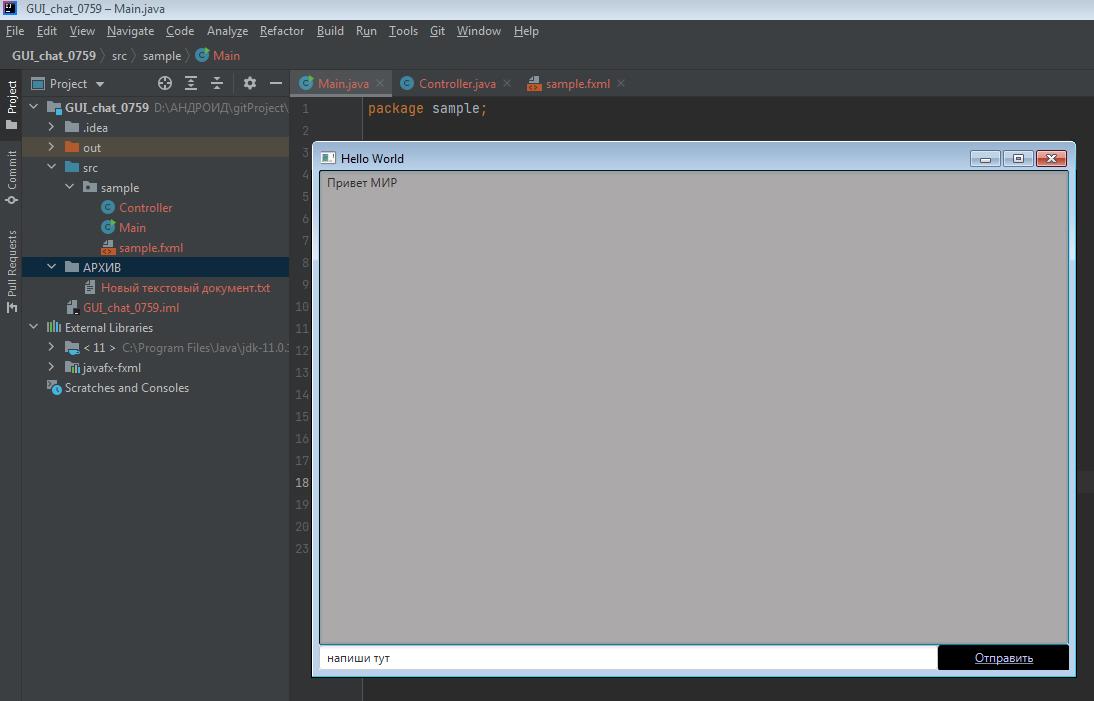 GUI_chat_0759 – Main.java
File Edit View Navigate Code Analyze Refactor Build Run Tools Git Window Help
GUI_chat_0759 src sample Main
Project
Main.java Controller.java sample.fxml
Project
Commit
Pull Requests
GUI_chat_0759 D:\АНДРОИД\gitProject\
.idea
out
src
sample
Controller
Main
sample.fxml
АРХИВ
Новый текстовый документ.txt
GUI_chat_0759.iml
External Libraries
< 11 > C:\Program Files\Java\jdk-11.0.
javafx-fxml
Scratches and Consoles
1 package sample;
2
3
4
5
6
7
8
9
10
11
12
13
14
15
16
17
18
19
20
23
Hello World
Привет МИР
напиши тут
Отправить